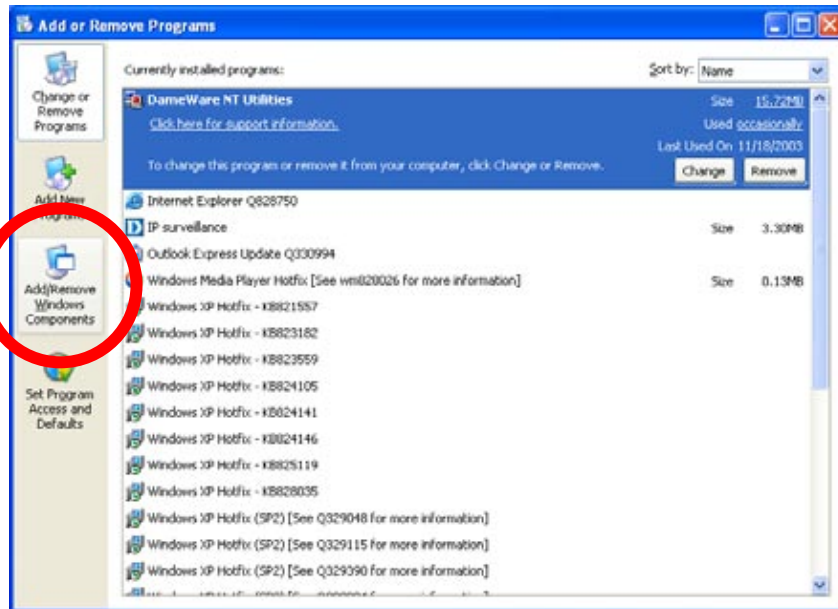 Add or Remove Programs
Change or
Remove
Programs
Add New
Programs
Add/Remove
Windows
Components
Set Program
Access and
Defaults
Currently installed programs:
Sort by: Name
DameWare NT Utilities
Size 15.72MB
Click here for support information.
Used occasionally
Last Used On 11/18/2003
To change this program or remove it from your computer, click Change or Remove.
Change Remove
Internet Explorer Q828750
IP surveillance
Size 3.30MB
Outlook Express Update Q330994
Windows Media Player Hotfix [See wm828026 for more information]
Size 0.13MB
Windows XP Hotfix - KB821557
Windows XP Hotfix - KB823182
Windows XP Hotfix - KB823559
Windows XP Hotfix - KB824105
Windows XP Hotfix - KB824141
Windows XP Hotfix - KB824146
Windows XP Hotfix - KB825119
Windows XP Hotfix - KB828035
Windows XP Hotfix (SP2) [See Q329048 for more information]
Windows XP Hotfix (SP2) [See Q329115 for more information]
Windows XP Hotfix (SP2) [See Q329390 for more information]